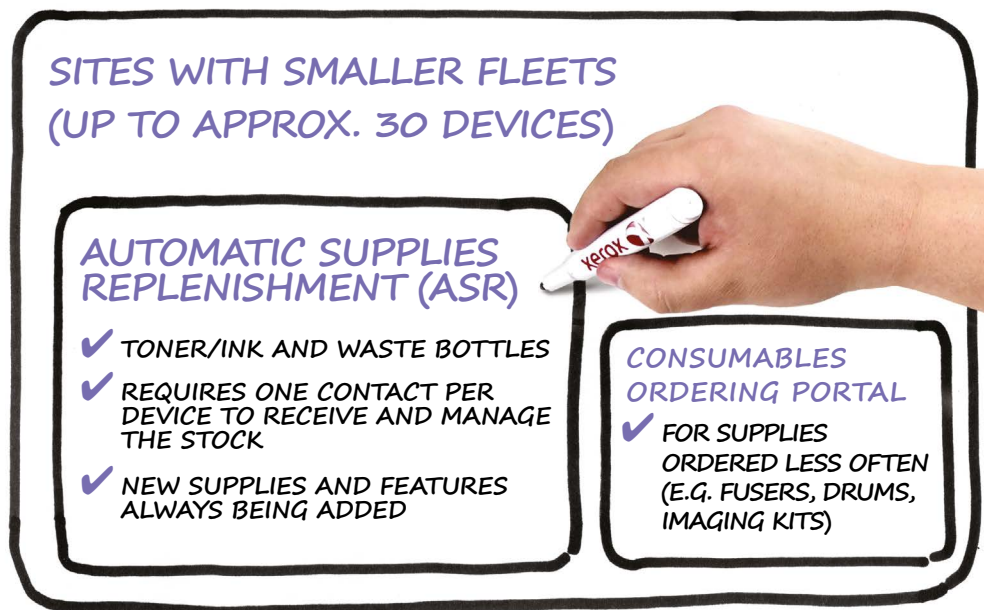 SITES WITH SMALLER FLEETS
(UP TO APPROX. 30 DEVICES)
xerox
AUTOMATIC SUPPLIES
REPLENISHMENT (ASR)
✔ TONER/INK AND WASTE BOTTLES
✔ REQUIRES ONE CONTACT PER
DEVICE TO RECEIVE AND MANAGE
THE STOCK
✔ NEW SUPPLIES AND FEATURES
ALWAYS BEING ADDED
CONSUMABLES
ORDERING PORTAL
✔ FOR SUPPLIES
ORDERED LESS OFTEN
(E.G. FUSERS, DRUMS,
IMAGING KITS)